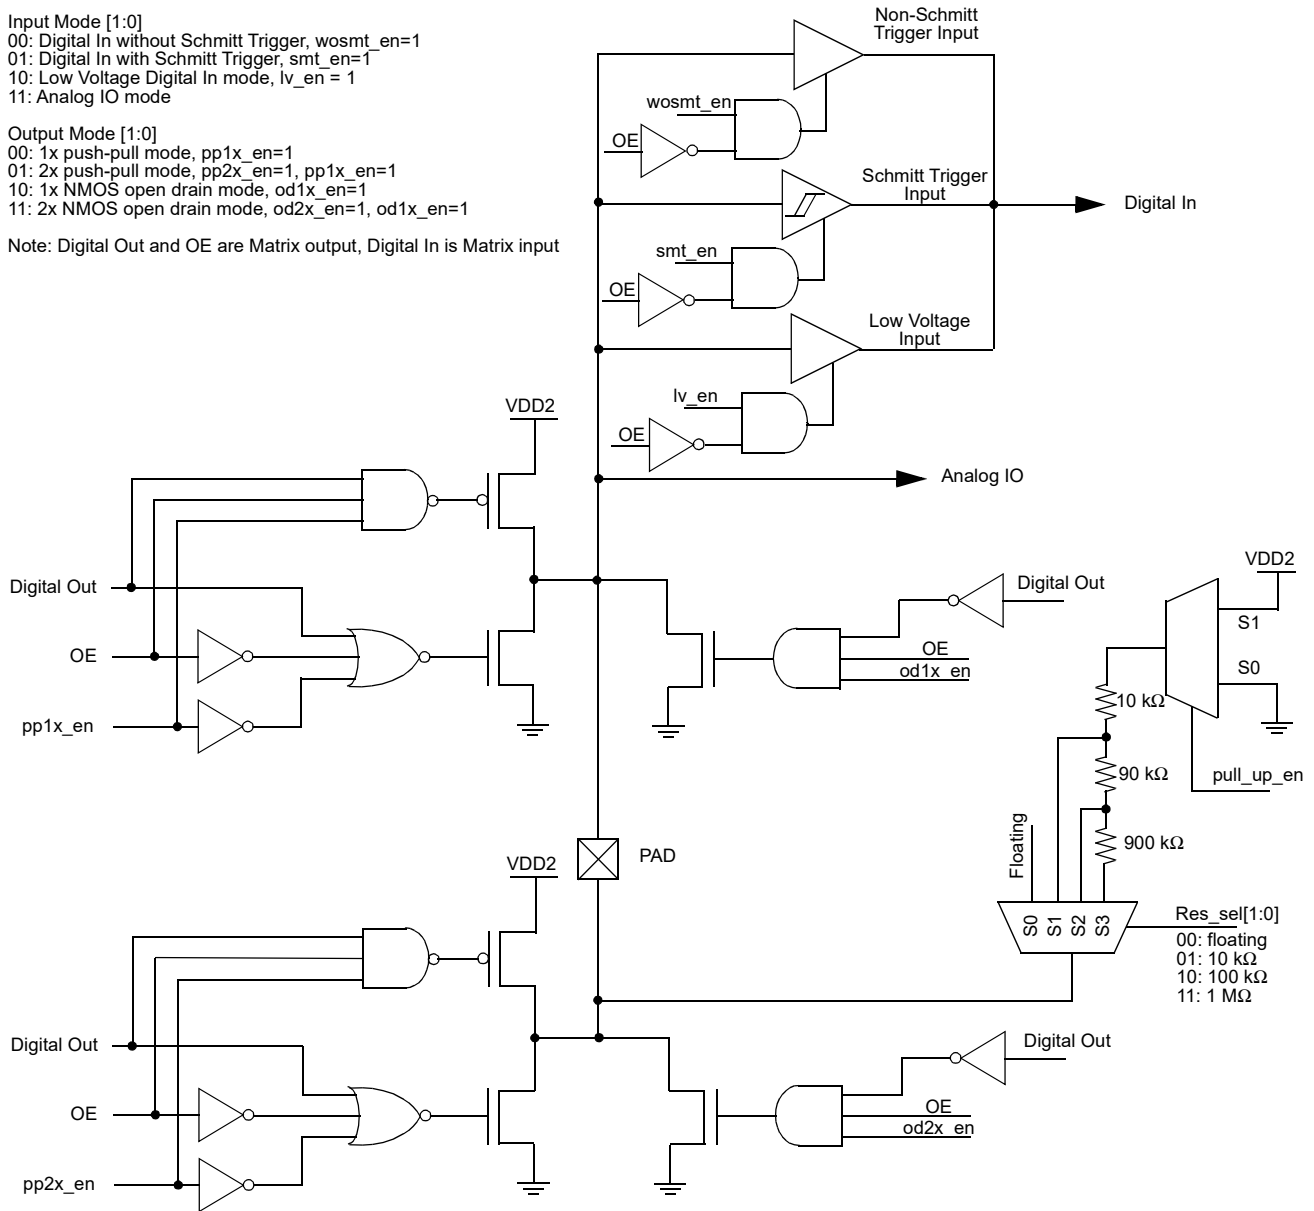 Input Mode [1:0]
00: Digital In without Schmitt Trigger, wosmt_en=1
01: Digital In with Schmitt Trigger, smt_en=1
10: Low Voltage Digital In mode, lv_en = 1
11: Analog IO mode
Output Mode [1:0]
00: 1x push-pull mode, pp1x_en=1
01: 2x push-pull mode, pp2x_en=1, pp1x_en=1
10: 1x NMOS open drain mode, od1x_en=1
11: 2x NMOS open drain mode, od2x_en=1, od1x_en=1
Note: Digital Out and OE are Matrix output, Digital In is Matrix input
Non-Schmitt
Trigger Input
wosmt_en
OE
Schmitt Trigger
Input
Digital In
smt_en
OE
Low Voltage
Input
lv_en
OE
Analog IO
VDD2
Digital Out
OE
pp1x_en
Digital Out
OE
od1x_en
VDD2
S1
S0
10 kΩ
90 kΩ
pull_up_en
900 kΩ
Floating
S0
S1
S2
S3
Res_sel[1:0]
00: floating
01: 10 kΩ
10: 100 kΩ
11: 1 MΩ
PAD
VDD2
Digital Out
OE
pp2x_en
Digital Out
OE
od2x_en